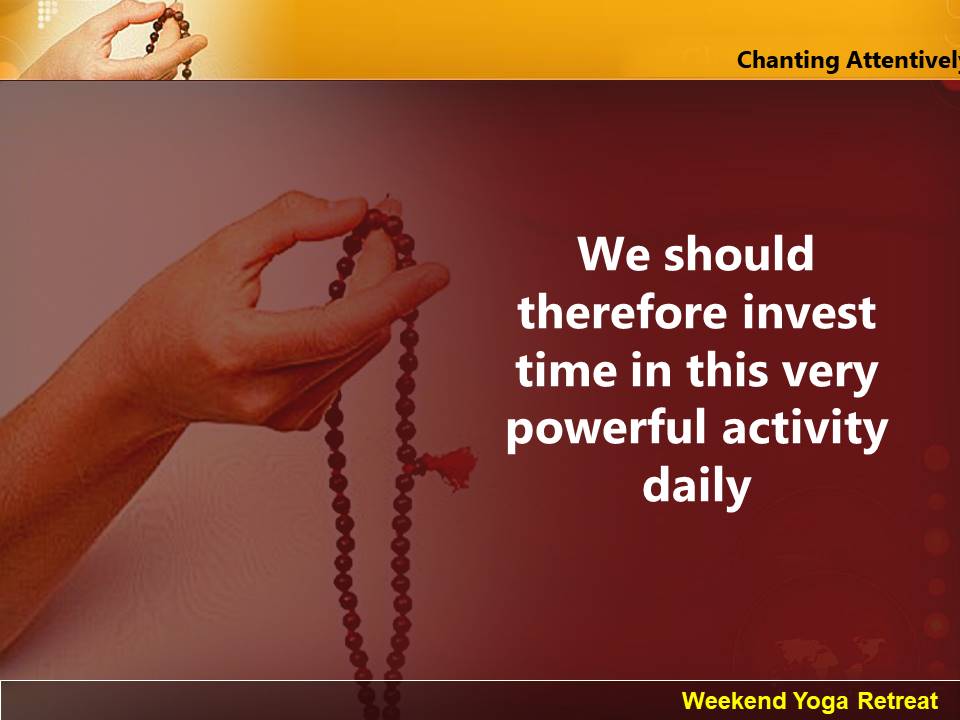 Chanting Attentively
We should
therefore invest
time in this very
powerful activity
daily
Weekend Yoga Retreat